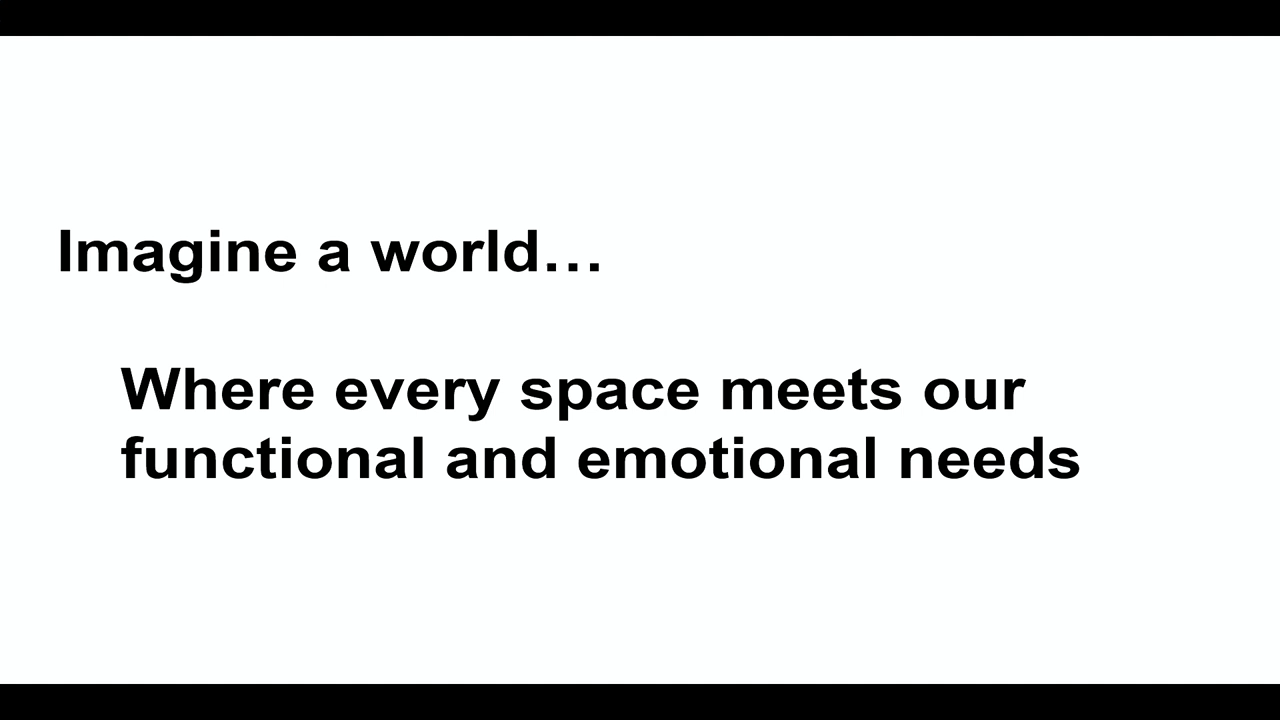 Imagine a world…
Where every space meets our
functional and emotional needs